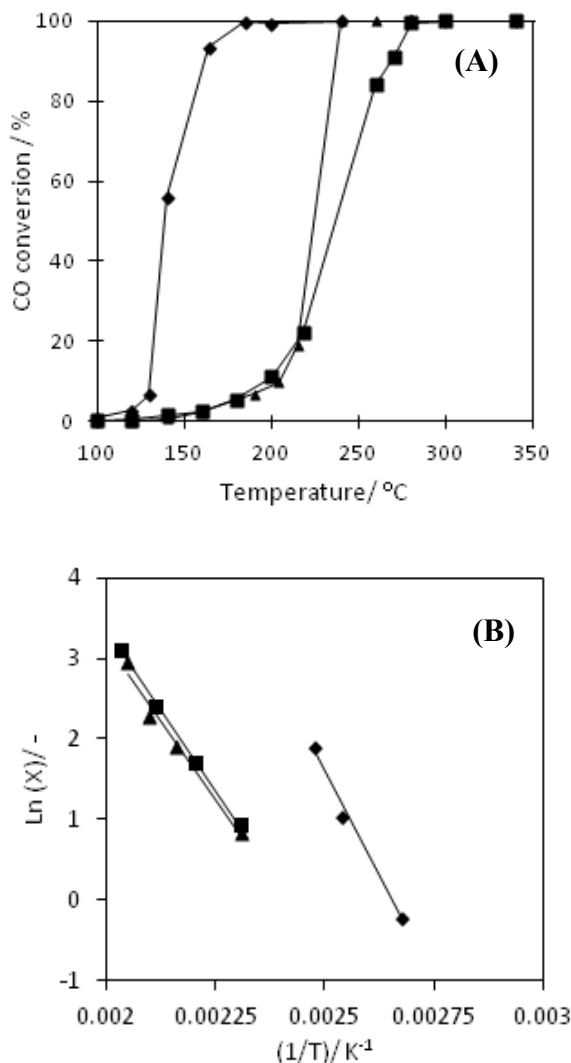 100
80
60
40
20
0
CO conversion / %
(A)
100 150 200 250 300 350
Temperature/ °C
4
3
2
1
0
-1
Ln (X)/ -
(B)
0.002 0.00225 0.0025 0.00275 0.003
(1/T)/ K⁻¹